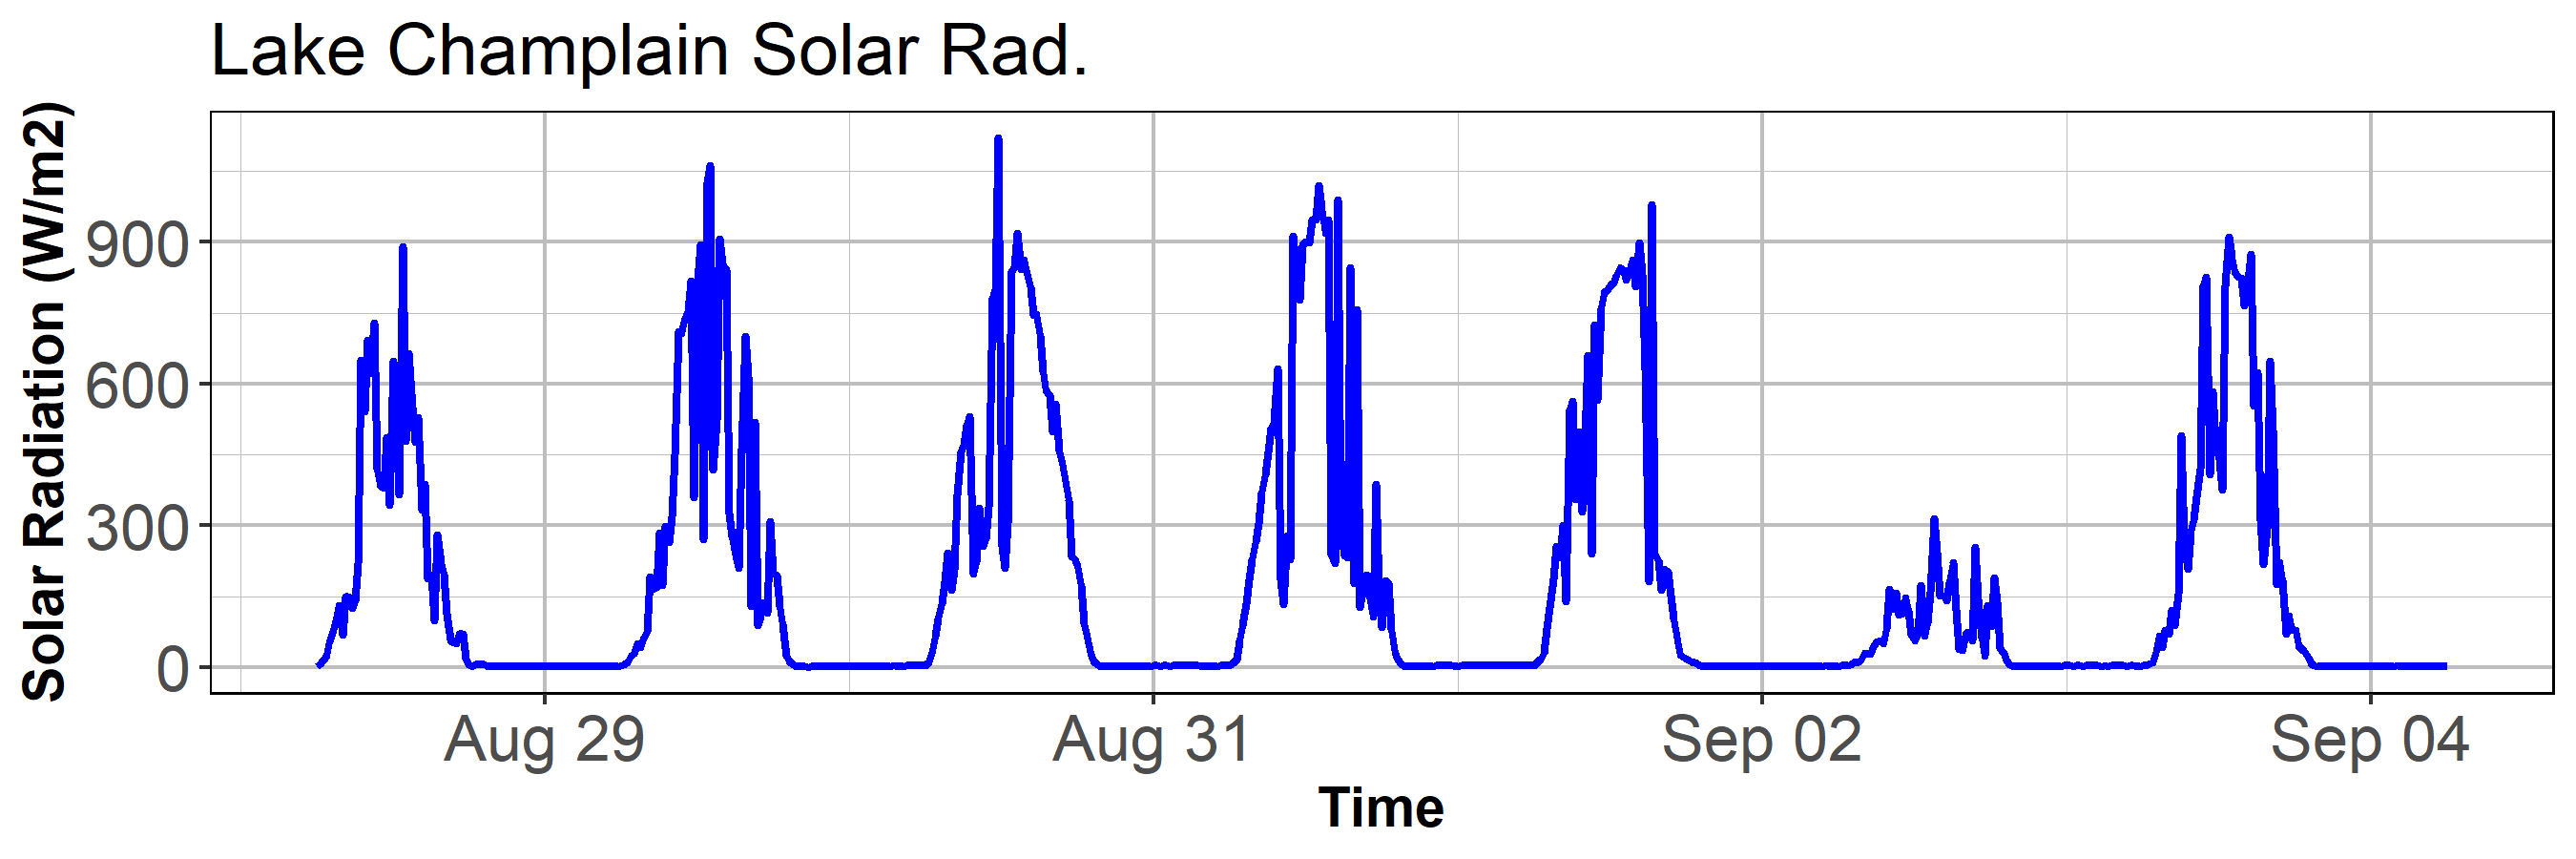 Lake Champlain Solar Rad.
Solar Radiation (W/m2)
900
600
300
0
Aug 29 Aug 31 Sep 02 Sep 04
Time